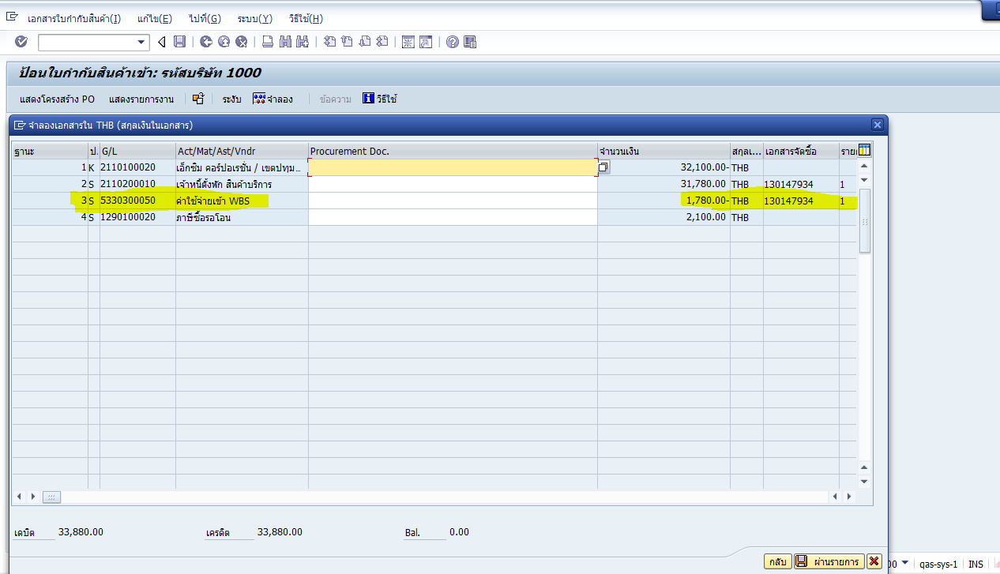 เอกสารใบกำกับสินค้า(I) แก้ไข(E) ไปที่(G) ระบบ(Y) วิธีใช้(H)
ป้อนใบกำกับสินค้าเข้า: รหัสบริษัท 1000
แสดงโครงสร้าง PO แสดงรายการงาน ระงับ จำลอง ข้อความ วิธีใช้
จำลองเอกสารใน THB (สกุลเงินในเอกสาร)
ฐานะ ป. G/L Act/Mat/Ast/Vndr Procurement Doc. จำนวนเงิน สกุลเ... เอกสารจัดซื้อ
1 K 2110100020 เอ็กซิม คอร์ปอเรชั่น / เขตปทุม... 32,100.00- THB
2 S 2110200010 เจ้าหนี้ตั้งพัก สินค้าบริการ 31,780.00 THB 130147934 1
3 S 5330300050 ค่าใช้จ่ายเข้า WBS 1,780.00- THB 130147934 1
4 S 1290100020 ภาษีซื้อรอโอน 2,100.00 THB
เดบิต 33,880.00 เครดิต 33,880.00 Bal. 0.00
กลับ ผ่านรายการ
qas-sys-1 INS